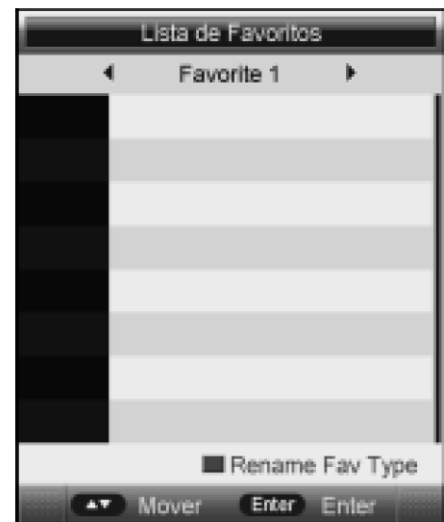 Lista de Favoritos
Favorite 1
Rename Fav Type
Mover Enter Enter